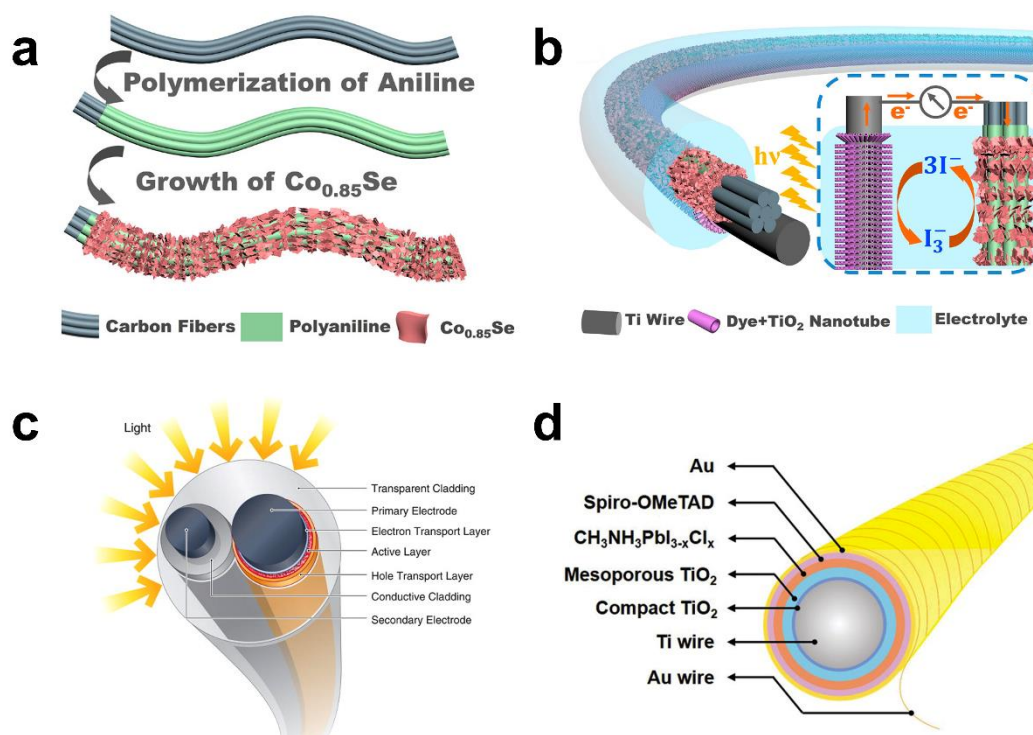 a
Polymerization of Aniline
Growth of Co₀.₈₅Se
Carbon Fibers
Polyaniline
Co₀.₈₅Se
b
hν
e⁻
e⁻
3I⁻
I₃⁻
Ti Wire
Dye+TiO₂ Nanotube
Electrolyte
c
Light
Transparent Cladding
Primary Electrode
Electron Transport Layer
Active Layer
Hole Transport Layer
Conductive Cladding
Secondary Electrode
d
Au
Spiro-OMeTAD
CH₃NH₃PbI₃₋ₓClₓ
Mesoporous TiO₂
Compact TiO₂
Ti wire
Au wire